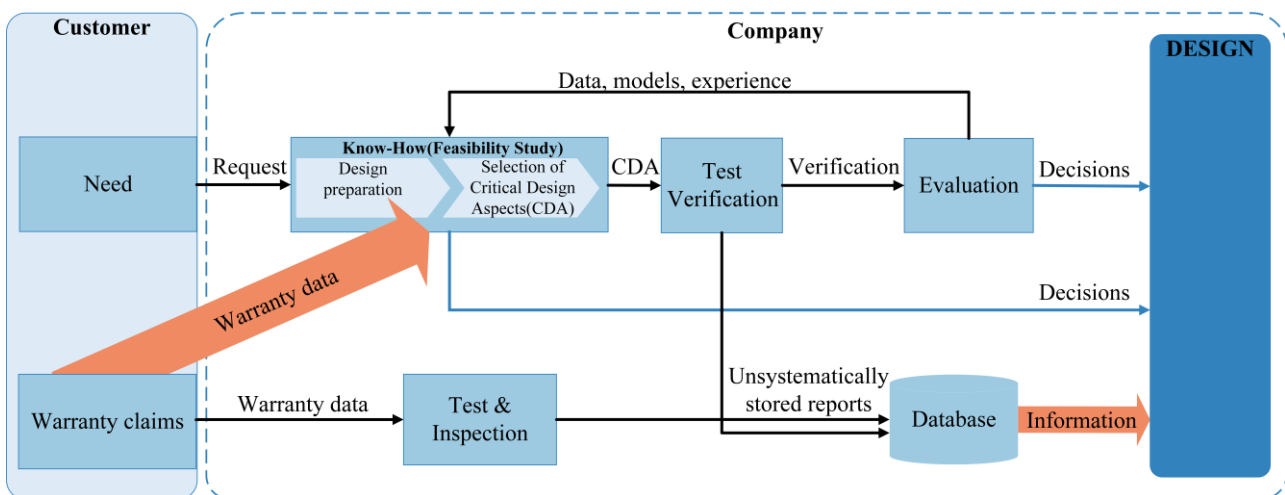 Customer
Company
DESIGN
Data, models, experience
Know-How(Feasibility Study)
Need
Request
Design
preparation
Selection of
Critical Design
Aspects(CDA)
CDA
Test
Verification
Verification
Evaluation
Decisions
Warranty data
Decisions
Warranty claims
Warranty data
Test &
Inspection
Unsystematically
stored reports
Database
Information